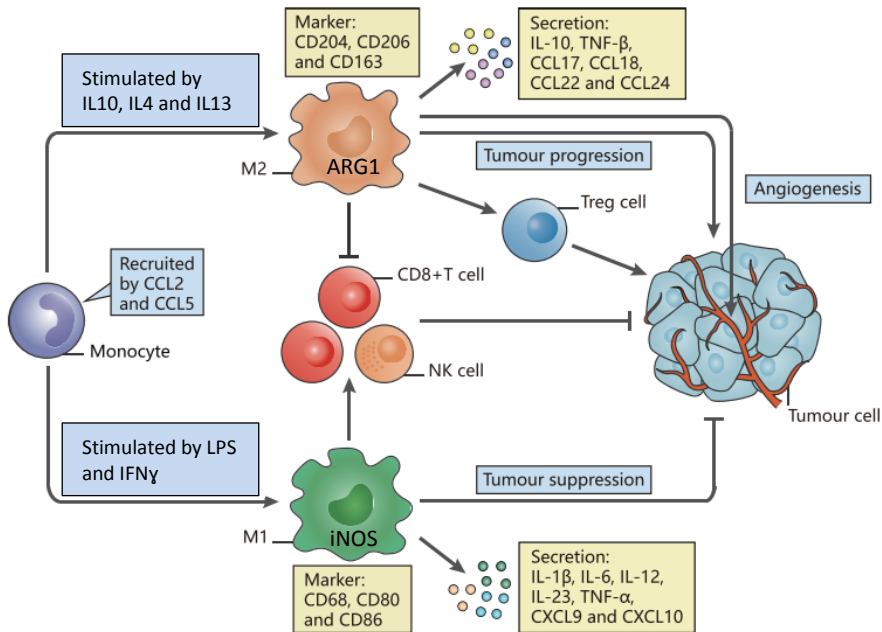 Marker:
CD204, CD206
and CD163
Secretion:
IL-10, TNF-β,
CCL17, CCL18,
CCL22 and CCL24
Stimulated by
IL10, IL4 and IL13
M2
ARG1
Tumour progression
Angiogenesis
Treg cell
Recruited
by CCL2
and CCL5
CD8+T cell
Monocyte
NK cell
Tumour cell
Stimulated by LPS
and IFNɣ
Tumour suppression
M1
iNOS
Marker:
CD68, CD80
and CD86
Secretion:
IL-1β, IL-6, IL-12,
IL-23, TNF-α,
CXCL9 and CXCL10